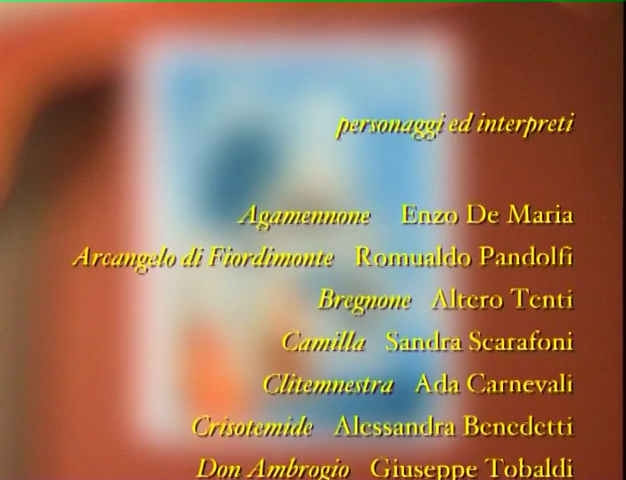 personaggi ed interpreti
Agamennone Enzo De Maria
Arcangelo di Fiordimonte Romualdo Pandolfi
Bregnone Altero Tenti
Camilla Sandra Scarafoni
Clitemnestra Ada Carnevali
Crisotemide Alessandra Benedetti
Don Ambrogio Giuseppe Tobaldi